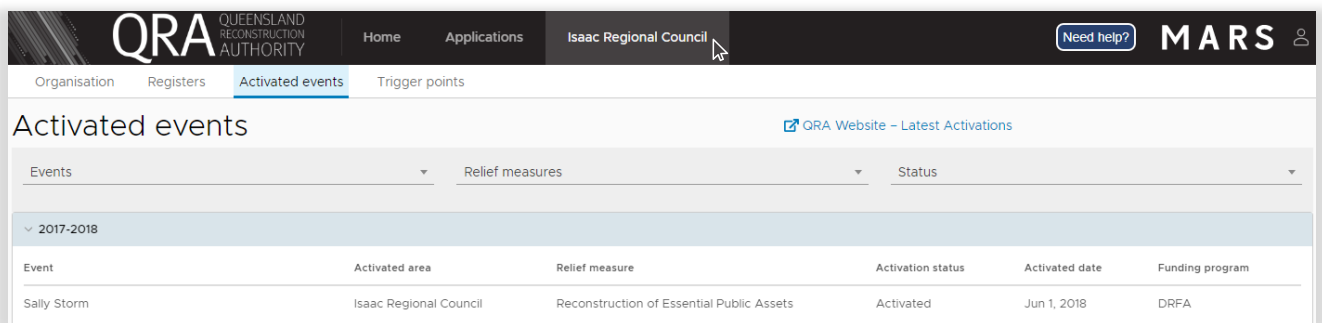 QRA QUEENSLAND RECONSTRUCTION AUTHORITY Home Applications Isaac Regional Council Need help? MARS
Organisation Registers Activated events Trigger points
Activated events QRA Website – Latest Activations
Events Relief measures Status
2017-2018
Event Activated area Relief measure Activation status Activated date Funding program
Sally Storm Isaac Regional Council Reconstruction of Essential Public Assets Activated Jun 1, 2018 DRFA